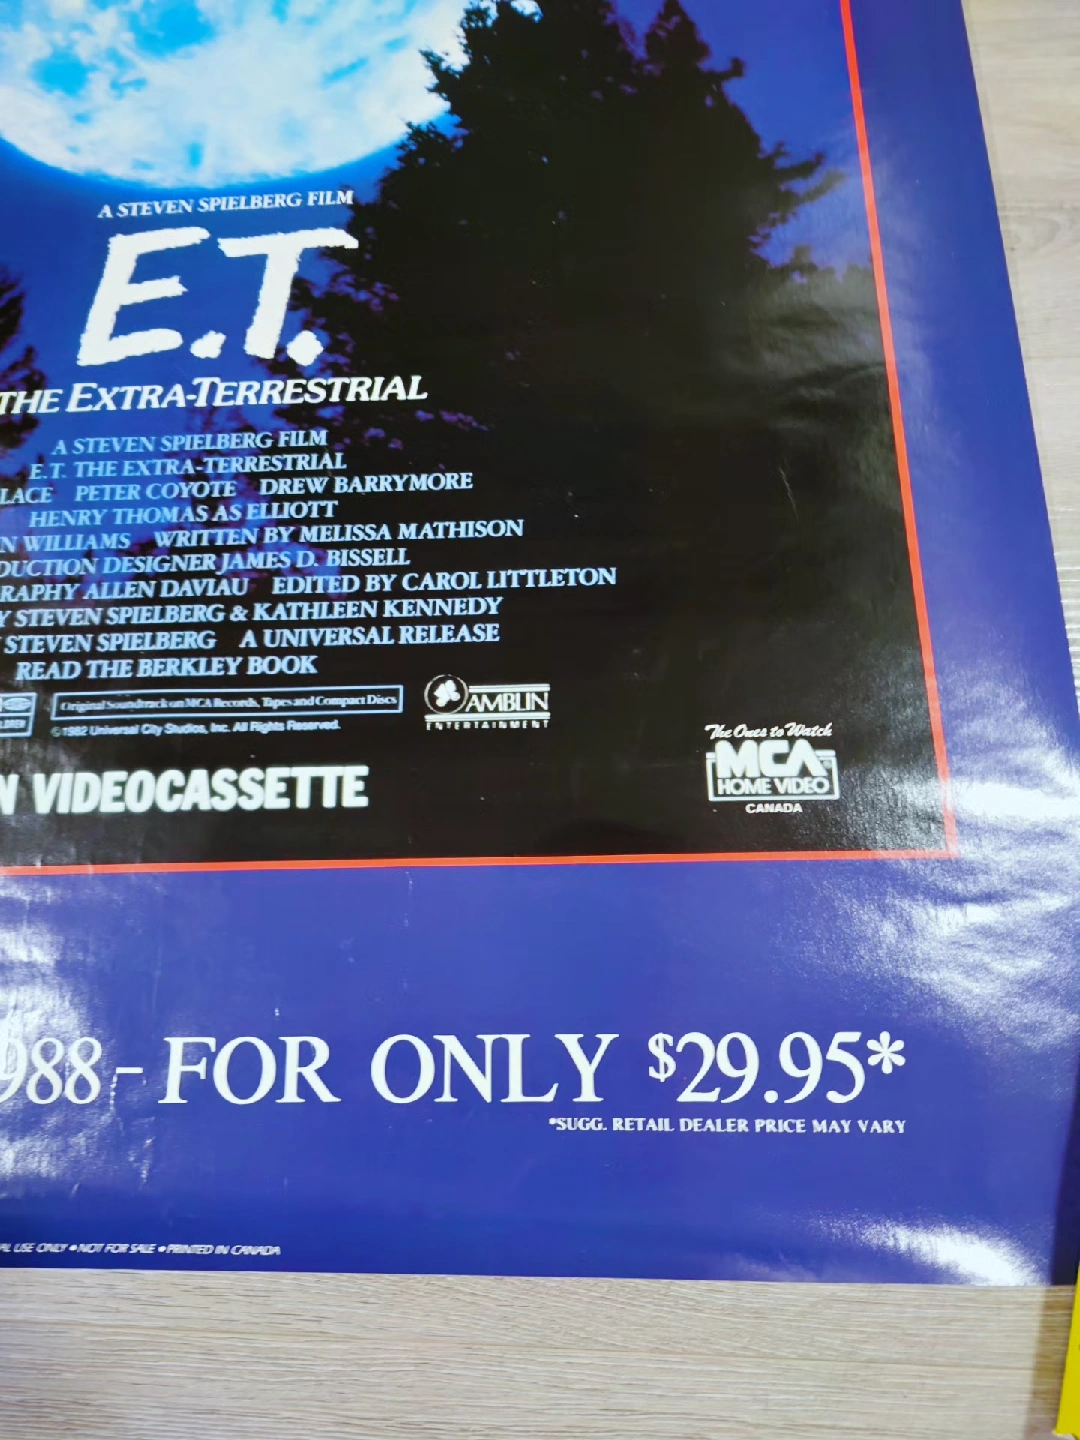 A STEVEN SPIELBERG FILM
E.T.
THE EXTRA-TERRESTRIAL
A STEVEN SPIELBERG FILM
E.T. THE EXTRA-TERRESTRIAL
LACE PETER COYOTE DREW BARRYMORE
HENRY THOMAS AS ELLIOTT
N WILLIAMS WRITTEN BY MELISSA MATHISON
DUCTION DESIGNER JAMES D. BISSELL
RAPHY ALLEN DAVIAU EDITED BY CAROL LITTLETON
Y STEVEN SPIELBERG & KATHLEEN KENNEDY
STEVEN SPIELBERG A UNIVERSAL RELEASE
READ THE BERKLEY BOOK
Original Soundtrack on MCA Records, Tapes and Compact Discs
©1982 Universal City Studios, Inc. All Rights Reserved.
AMBLIN
ENTERTAINMENT
The Ones to Watch
MCA
HOME VIDEO
CANADA
N VIDEOCASSETTE
988 - FOR ONLY $29.95*
*SUGG. RETAIL DEALER PRICE MAY VARY
AL USE ONLY • NOT FOR SALE • PRINTED IN CANADA